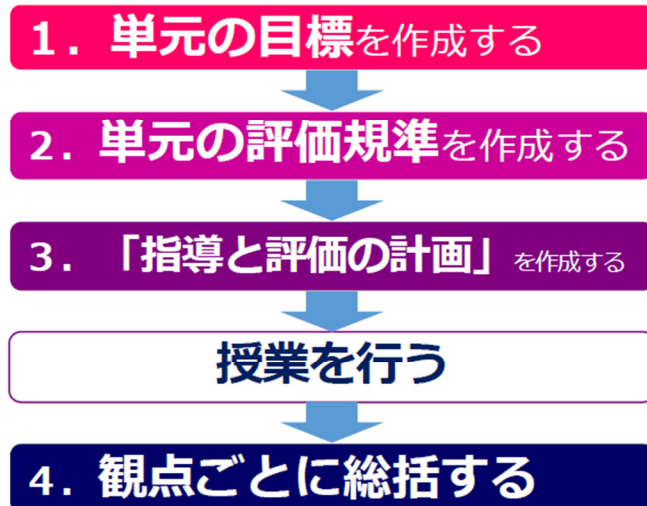 1. 単元の目標を作成する
2. 単元の評価規準を作成する
3. 「指導と評価の計画」を作成する
授業を行う
4. 観点ごとに総括する